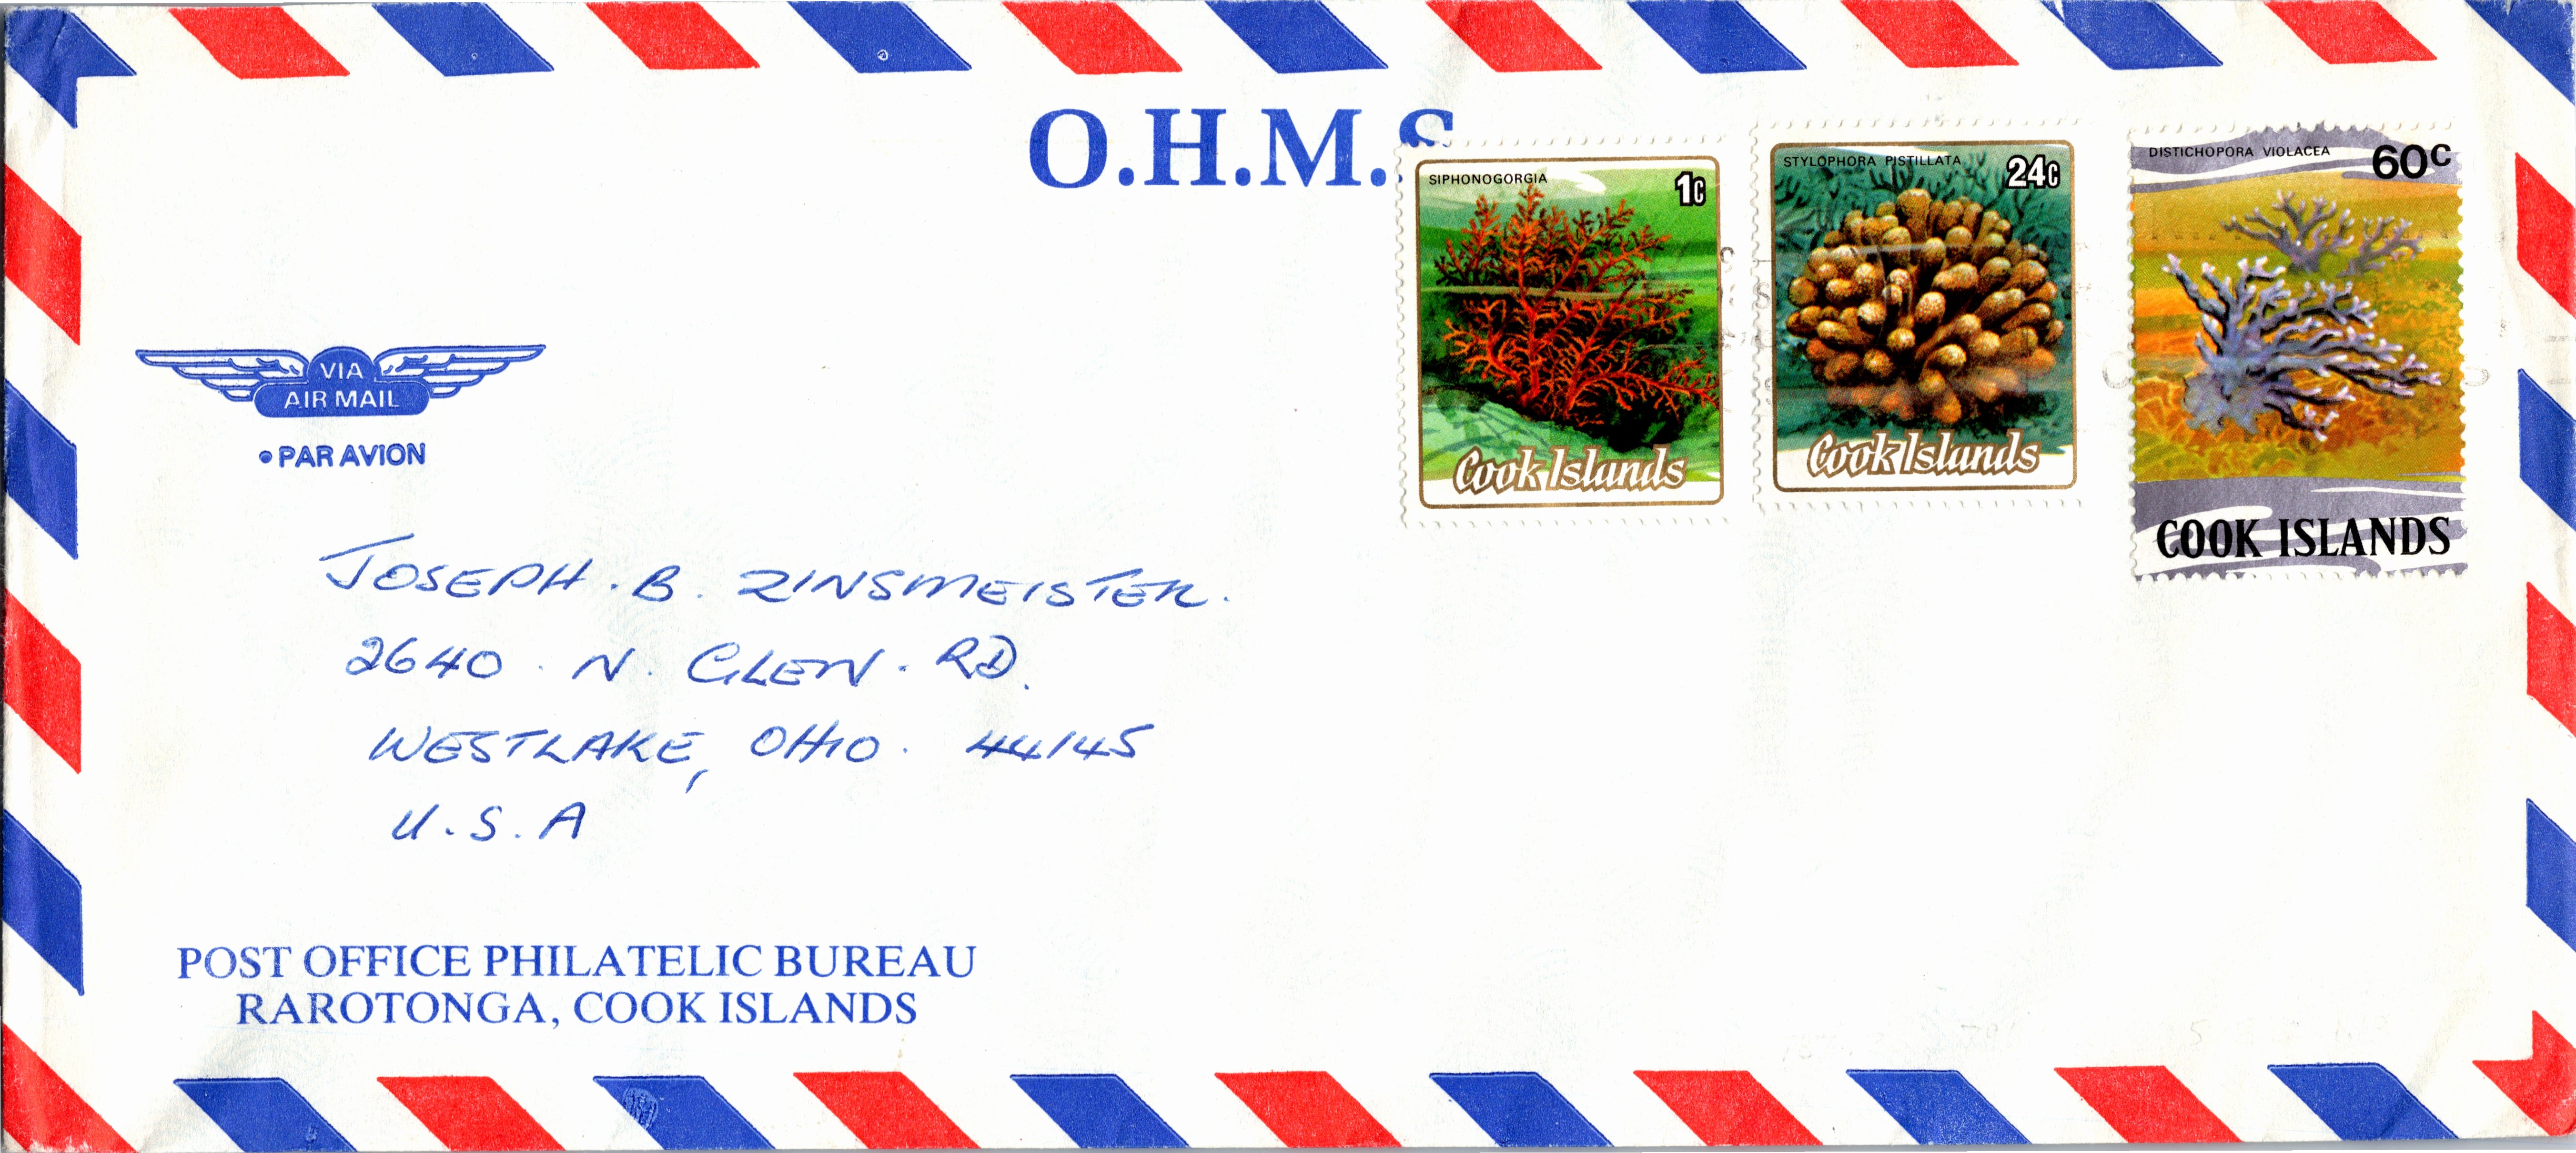 O.H.M.S
SIPHONOGORGIA
1c
Cook Islands
STYLOPHORA PISTILLATA
24c
Cook Islands
DISTICHOPORA VIOLACEA
60c
COOK ISLANDS
VIA
AIR MAIL
• PAR AVION
JOSEPH . B . ZINSMEISTER .
2640 . N . GLEN . RD .
WESTLAKE, OHIO . 44145
U . S . A
POST OFFICE PHILATELIC BUREAU
RAROTONGA, COOK ISLANDS